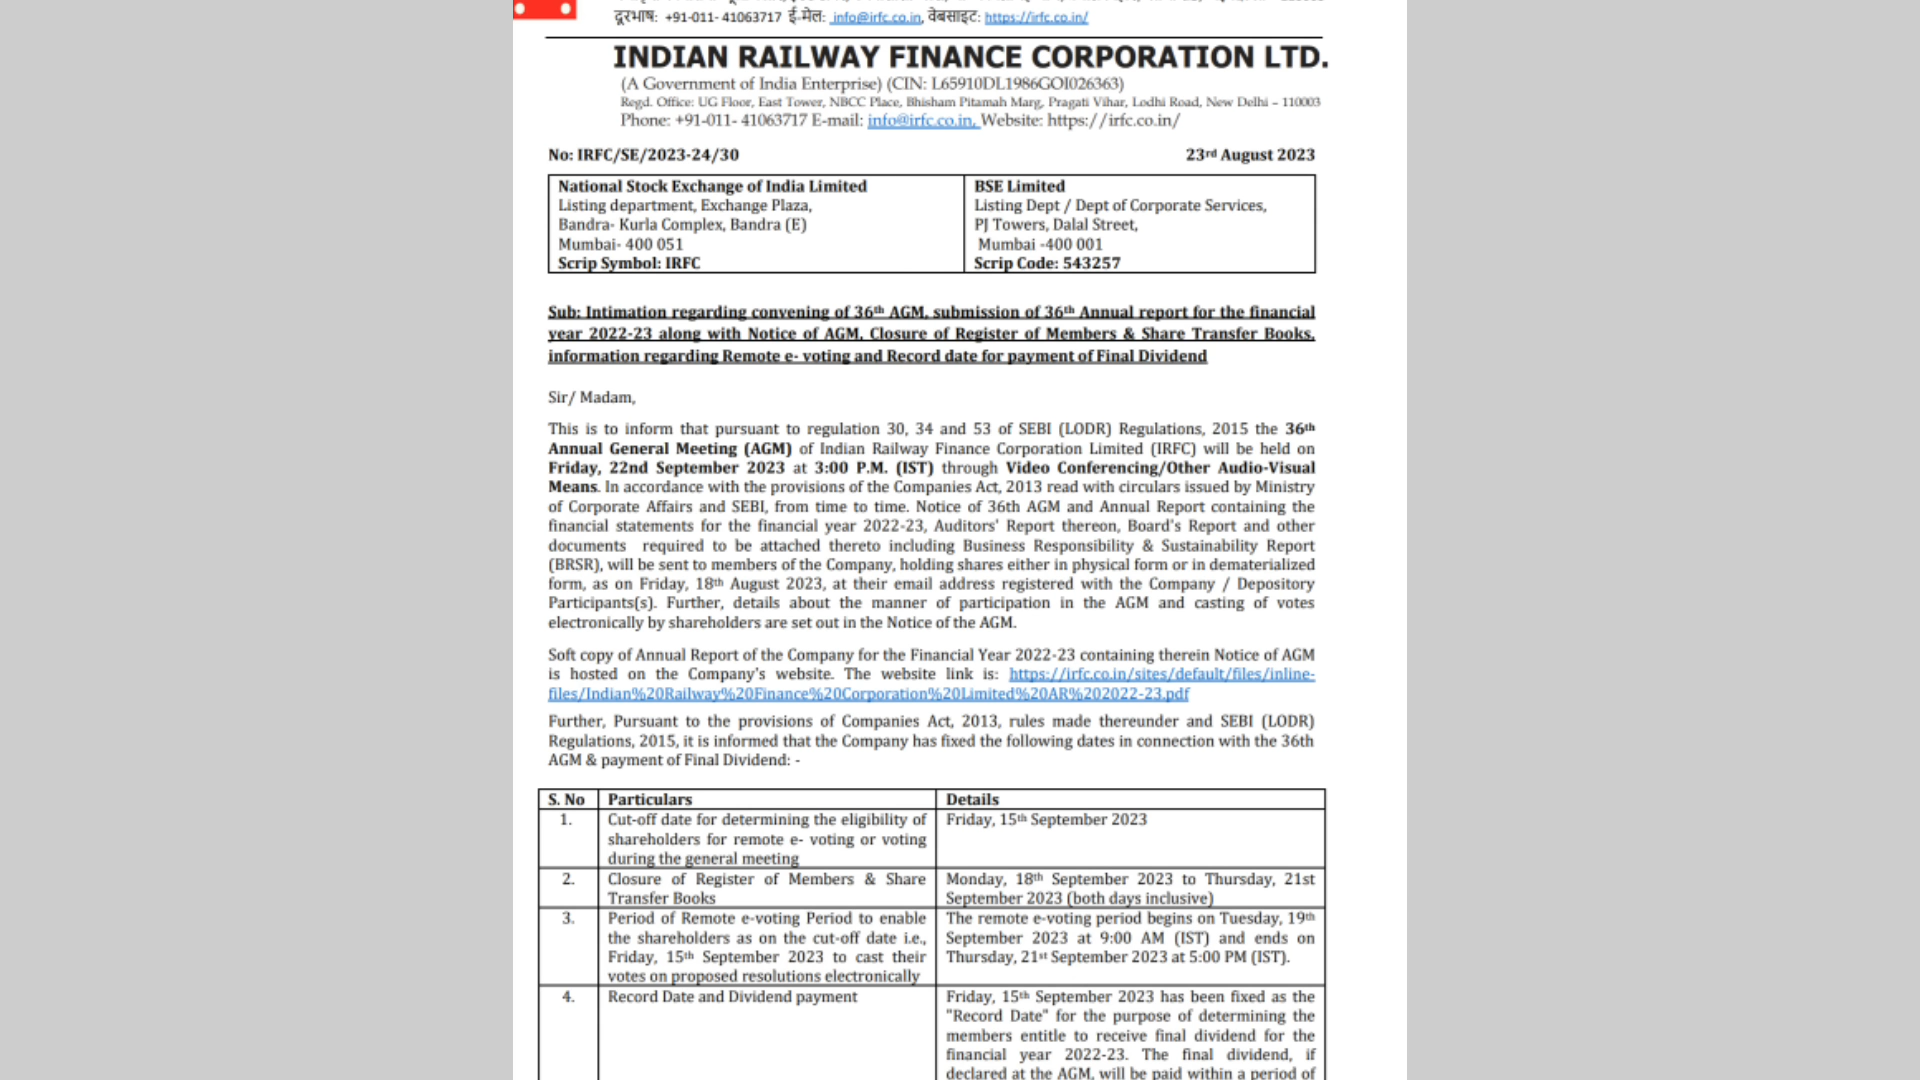 दूरभाष: +91-011- 41063717 ई-मेल: info@irfc.co.in, वेबसाइट: https://irfc.co.in/
INDIAN RAILWAY FINANCE CORPORATION LTD.
(A Government of India Enterprise) (CIN: L65910DL1986GOI026363)
Regd. Office: UG Floor, East Tower, NBCC Place, Bhisham Pitamah Marg, Pragati Vihar, Lodhi Road, New Delhi – 110003
Phone: +91-011- 41063717 E-mail: info@irfc.co.in, Website: https://irfc.co.in/
No: IRFC/SE/2023-24/30
23rd August 2023
National Stock Exchange of India Limited
Listing department, Exchange Plaza,
Bandra- Kurla Complex, Bandra (E)
Mumbai- 400 051
Scrip Symbol: IRFC
BSE Limited
Listing Dept / Dept of Corporate Services,
PJ Towers, Dalal Street,
Mumbai -400 001
Scrip Code: 543257
Sub: Intimation regarding convening of 36th AGM, submission of 36th Annual report for the financial
year 2022-23 along with Notice of AGM, Closure of Register of Members & Share Transfer Books,
information regarding Remote e- voting and Record date for payment of Final Dividend
Sir/ Madam,
This is to inform that pursuant to regulation 30, 34 and 53 of SEBI (LODR) Regulations, 2015 the 36th
Annual General Meeting (AGM) of Indian Railway Finance Corporation Limited (IRFC) will be held on
Friday, 22nd September 2023 at 3:00 P.M. (IST) through Video Conferencing/Other Audio-Visual
Means. In accordance with the provisions of the Companies Act, 2013 read with circulars issued by Ministry
of Corporate Affairs and SEBI, from time to time. Notice of 36th AGM and Annual Report containing the
financial statements for the financial year 2022-23, Auditors' Report thereon, Board's Report and other
documents required to be attached thereto including Business Responsibility & Sustainability Report
(BRSR), will be sent to members of the Company, holding shares either in physical form or in dematerialized
form, as on Friday, 18th August 2023, at their email address registered with the Company / Depository
Participants(s). Further, details about the manner of participation in the AGM and casting of votes
electronically by shareholders are set out in the Notice of the AGM.
Soft copy of Annual Report of the Company for the Financial Year 2022-23 containing therein Notice of AGM
is hosted on the Company's website. The website link is: https://irfc.co.in/sites/default/files/inline-
files/Indian%20Railway%20Finance%20Corporation%20Limited%20AR%202022-23.pdf
Further, Pursuant to the provisions of Companies Act, 2013, rules made thereunder and SEBI (LODR)
Regulations, 2015, it is informed that the Company has fixed the following dates in connection with the 36th
AGM & payment of Final Dividend: -
S. No Particulars Details
1. Cut-off date for determining the eligibility of
shareholders for remote e- voting or voting
during the general meeting
Friday, 15th September 2023
2. Closure of Register of Members & Share
Transfer Books
Monday, 18th September 2023 to Thursday, 21st
September 2023 (both days inclusive)
3. Period of Remote e-voting Period to enable
the shareholders as on the cut-off date i.e.,
Friday, 15th September 2023 to cast their
votes on proposed resolutions electronically
The remote e-voting period begins on Tuesday, 19th
September 2023 at 9:00 AM (IST) and ends on
Thursday, 21st September 2023 at 5:00 PM (IST).
4. Record Date and Dividend payment
Friday, 15th September 2023 has been fixed as the
"Record Date" for the purpose of determining the
members entitle to receive final dividend for the
financial year 2022-23. The final dividend, if
declared at the AGM, will be paid within a period of